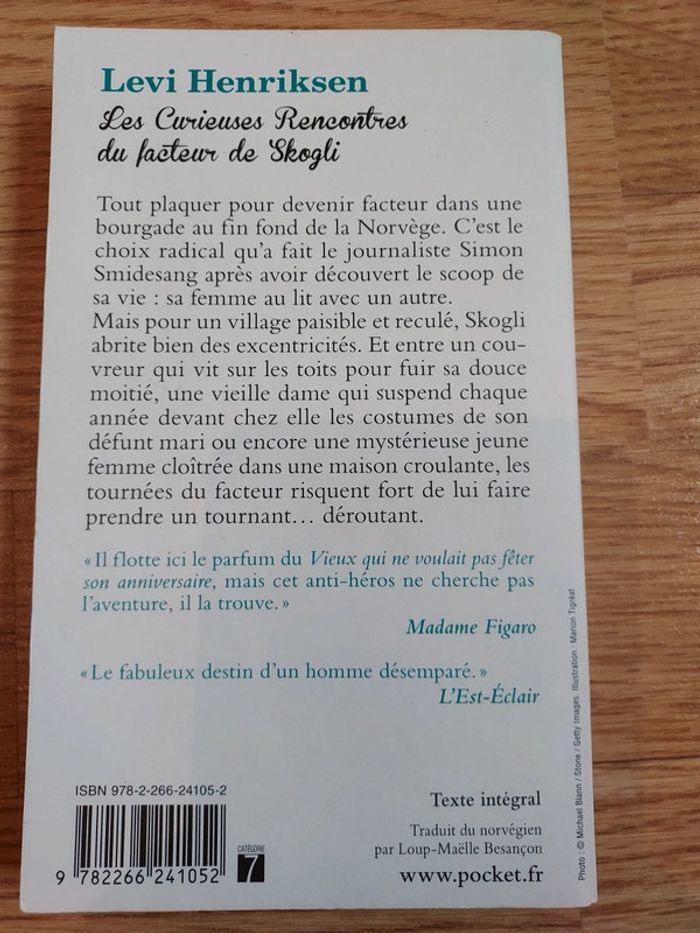 Levi Henriksen
Les Curieuses Rencontres
du facteur de Skogli
Tout plaquer pour devenir facteur dans une
bourgade au fin fond de la Norvège. C’est le
choix radical qu’a fait le journaliste Simon
Smidesang après avoir découvert le scoop de
sa vie : sa femme au lit avec un autre.
Mais pour un village paisible et reculé, Skogli
abrite bien des excentricités. Et entre un cou-
vreur qui vit sur les toits pour fuir sa douce
moitié, une vieille dame qui suspend chaque
année devant chez elle les costumes de son
défunt mari ou encore une mystérieuse jeune
femme cloîtrée dans une maison croulante, les
tournées du facteur risquent fort de lui faire
prendre un tournant… déroutant.
« Il flotte ici le parfum du Vieux qui ne voulait pas fêter
son anniversaire, mais cet anti-héros ne cherche pas
l’aventure, il la trouve. »
Madame Figaro
« Le fabuleux destin d’un homme désemparé. »
L’Est-Éclair
ISBN 978-2-266-24105-2
9 782266 241052
CATÉGORIE
7
Texte intégral
Traduit du norvégien
par Loup-Maëlle Besançon
www.pocket.fr
Photo : © Michael Blann / Stone / Getty Images. Illustration : Marion Tigréat